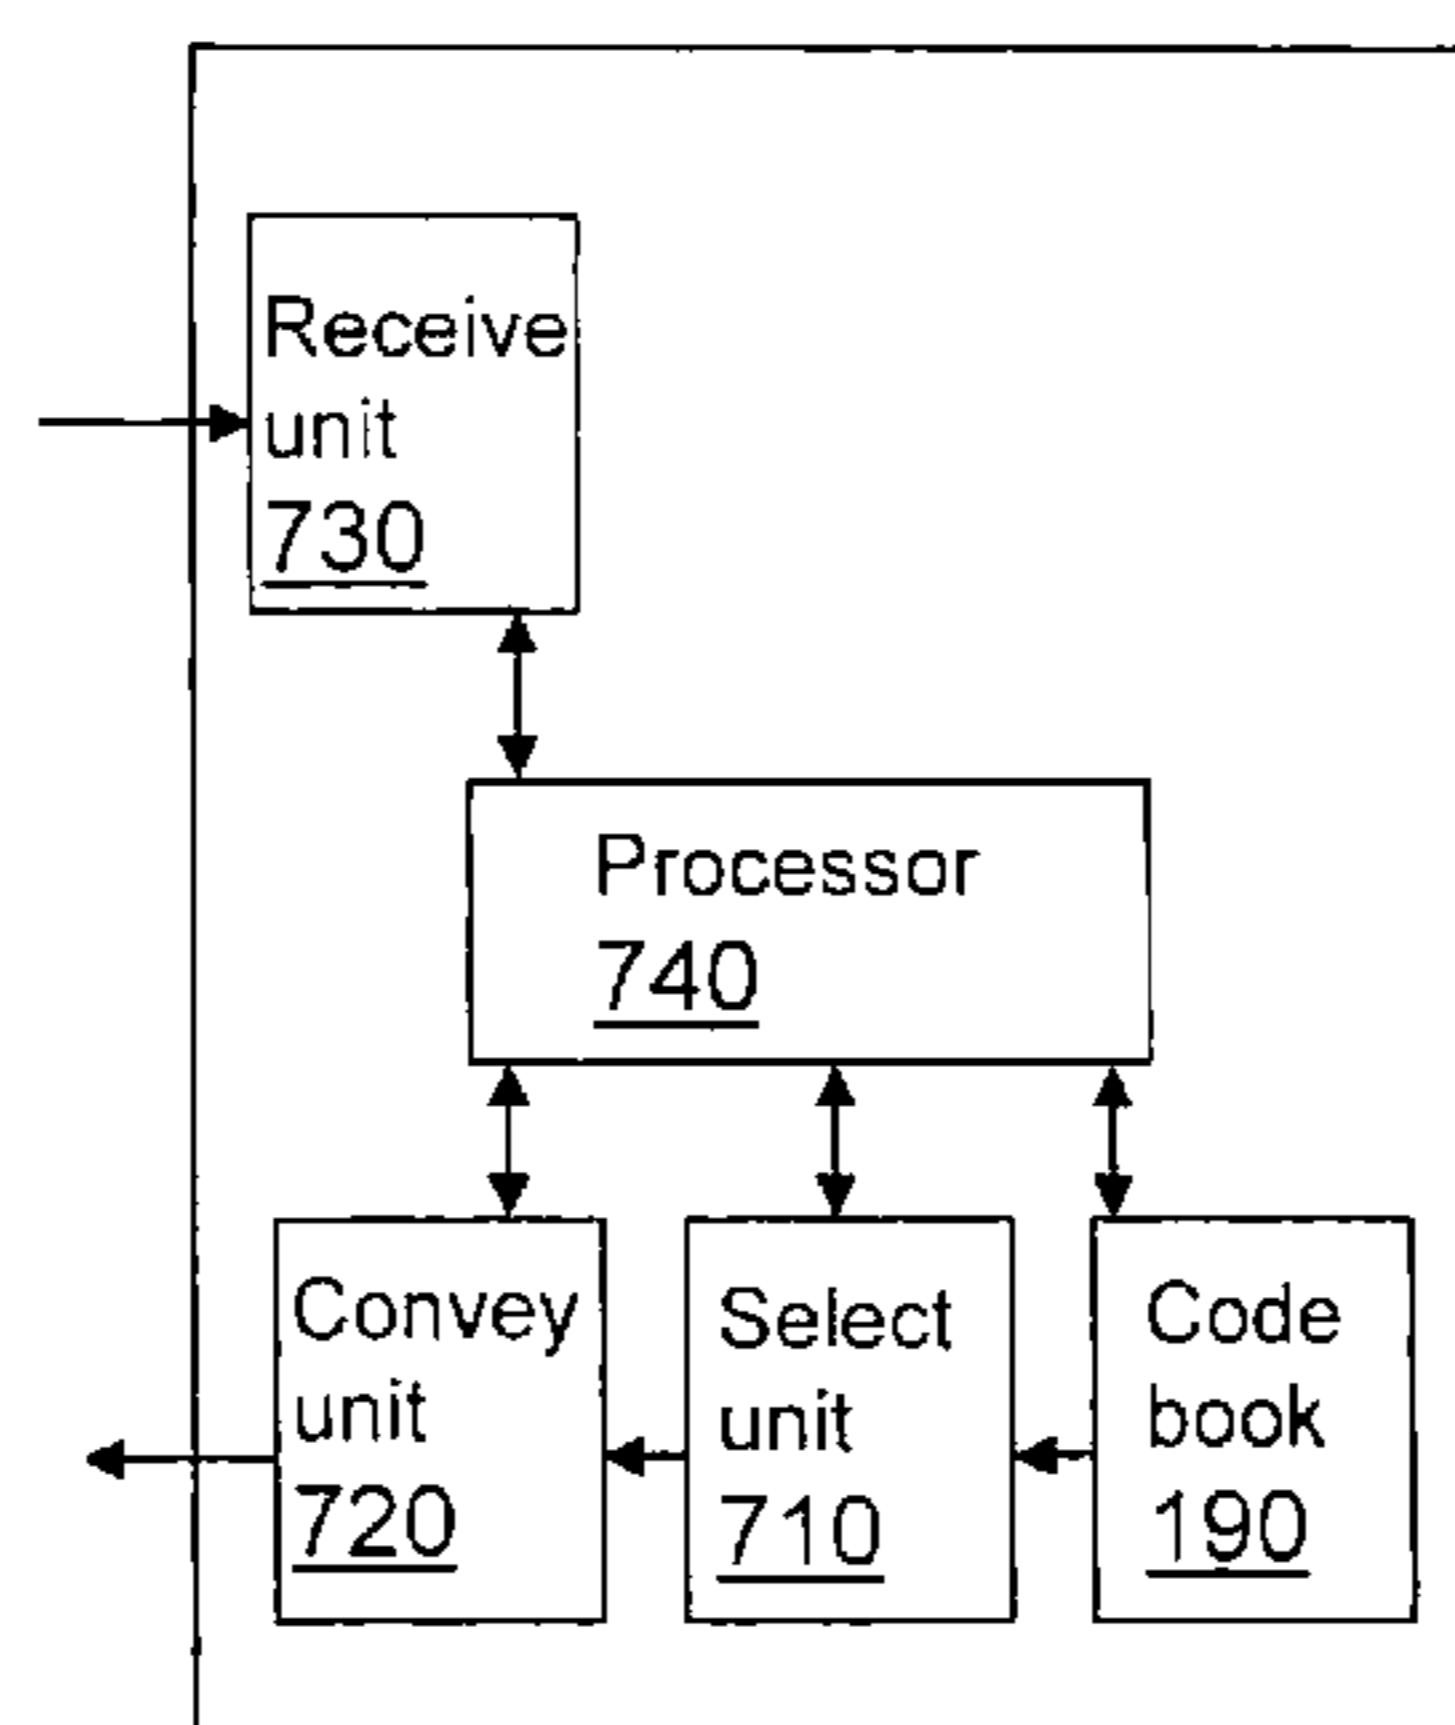 Receive
unit
730
Processor
740
Convey
unit
720
Select
unit
710
Code
book
190